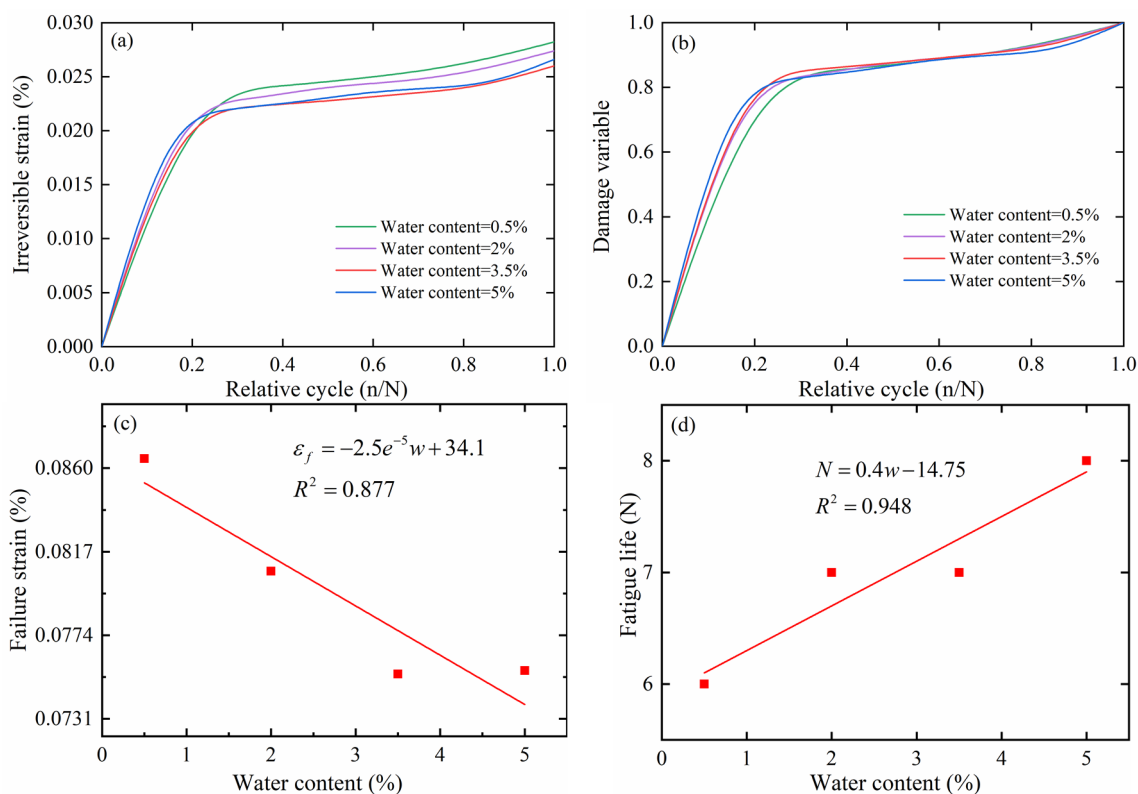 (a)
Irreversible strain (%)
0.030
0.025
0.020
0.015
0.010
0.005
0.000
Water content=0.5%
Water content=2%
Water content=3.5%
Water content=5%
0.0 0.2 0.4 0.6 0.8 1.0
Relative cycle (n/N)
(b)
Damage variable
1.0
0.8
0.6
0.4
0.2
0.0
Water content=0.5%
Water content=2%
Water content=3.5%
Water content=5%
0.0 0.2 0.4 0.6 0.8 1.0
Relative cycle (n/N)
(c)
Failure strain (%)
0.0860
0.0817
0.0774
0.0731
ε_f = −2.5e⁻⁵w + 34.1
R² = 0.877
0 1 2 3 4 5
Water content (%)
(d)
Fatigue life (N)
8
7
6
N = 0.4w − 14.75
R² = 0.948
0 1 2 3 4 5
Water content (%)